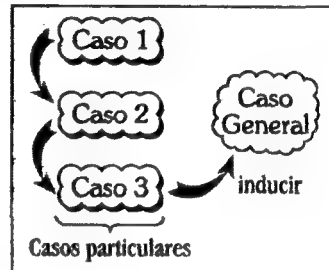 Caso 1
Caso 2
Caso 3
Caso
General
inducir
Casos particulares